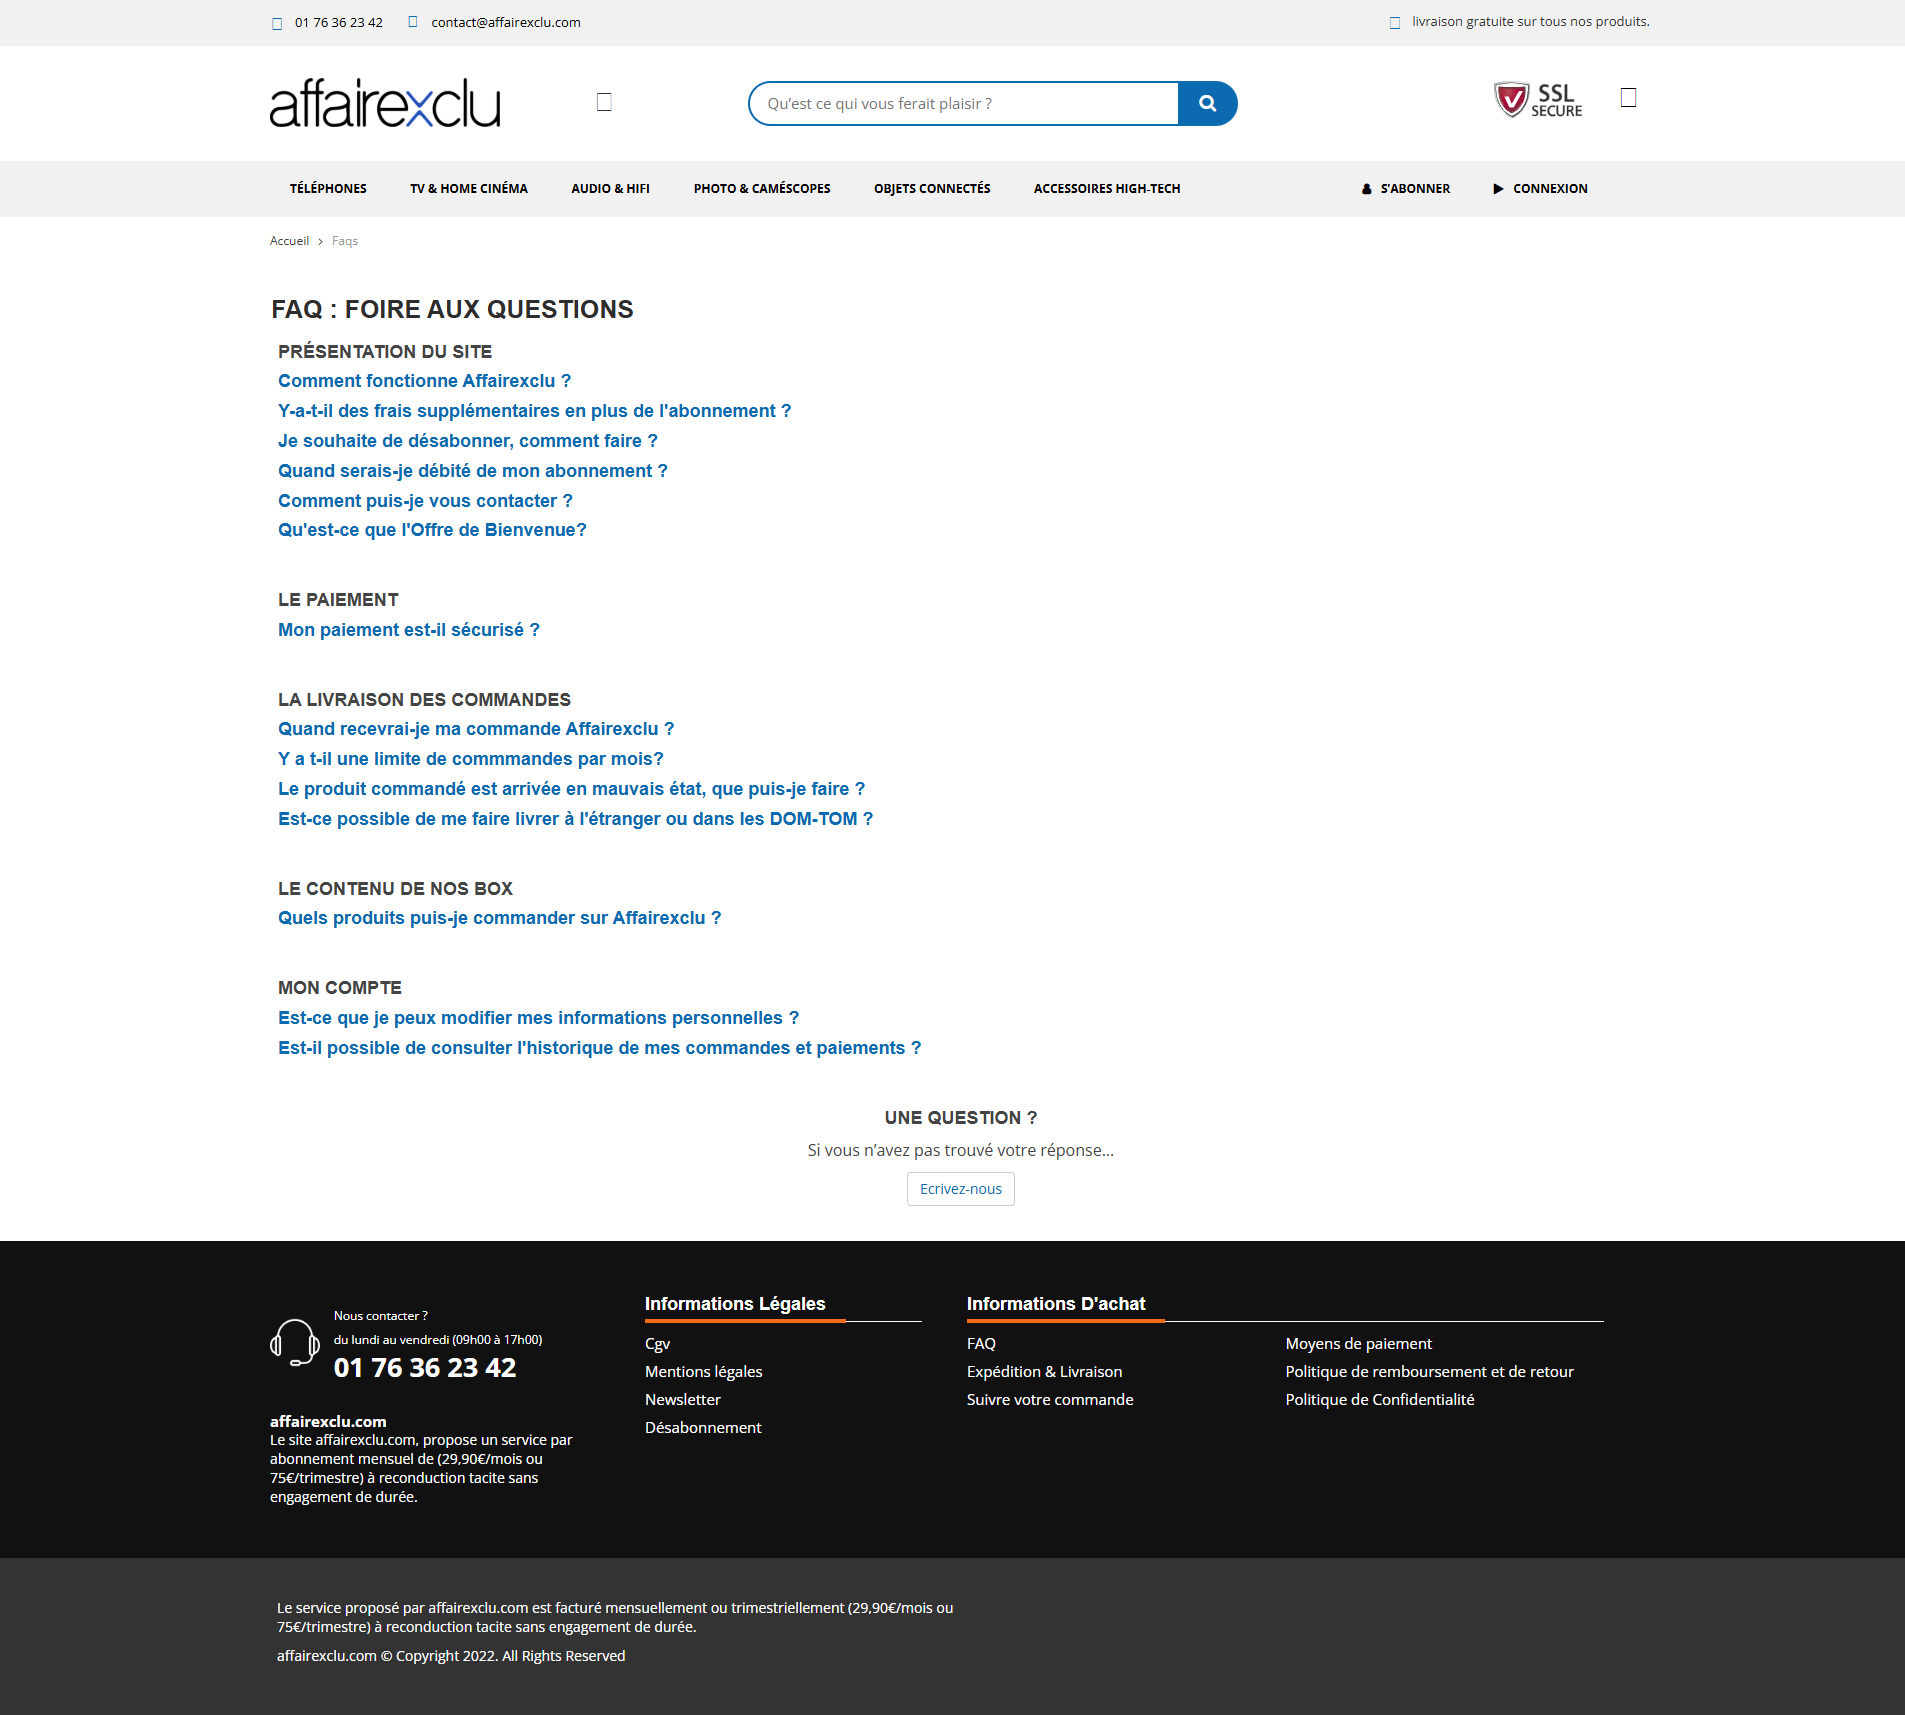 01 76 36 23 42
contact@affairexclu.com
livraison gratuite sur tous nos produits.
affairexclu
Qu’est ce qui vous ferait plaisir ?
SSL
SECURE
TÉLÉPHONES
TV & HOME CINÉMA
AUDIO & HIFI
PHOTO & CAMÉSCOPES
OBJETS CONNECTÉS
ACCESSOIRES HIGH-TECH
S’ABONNER
CONNEXION
Accueil > Faqs
FAQ : FOIRE AUX QUESTIONS
PRÉSENTATION DU SITE
Comment fonctionne Affairexclu ?
Y-a-t-il des frais supplémentaires en plus de l'abonnement ?
Je souhaite de désabonner, comment faire ?
Quand serais-je débité de mon abonnement ?
Comment puis-je vous contacter ?
Qu'est-ce que l'Offre de Bienvenue?
LE PAIEMENT
Mon paiement est-il sécurisé ?
LA LIVRAISON DES COMMANDES
Quand recevrai-je ma commande Affairexclu ?
Y a t-il une limite de commmandes par mois?
Le produit commandé est arrivée en mauvais état, que puis-je faire ?
Est-ce possible de me faire livrer à l'étranger ou dans les DOM-TOM ?
LE CONTENU DE NOS BOX
Quels produits puis-je commander sur Affairexclu ?
MON COMPTE
Est-ce que je peux modifier mes informations personnelles ?
Est-il possible de consulter l'historique de mes commandes et paiements ?
UNE QUESTION ?
Si vous n’avez pas trouvé votre réponse...
Ecrivez-nous
Nous contacter ?
du lundi au vendredi (09h00 à 17h00)
01 76 36 23 42
affairexclu.com
Le site affairexclu.com, propose un service par
abonnement mensuel de (29,90€/mois ou
75€/trimestre) à reconduction tacite sans
engagement de durée.
Informations Légales
Cgv
Mentions légales
Newsletter
Désabonnement
Informations D'achat
FAQ
Expédition & Livraison
Suivre votre commande
Moyens de paiement
Politique de remboursement et de retour
Politique de Confidentialité
Le service proposé par affairexclu.com est facturé mensuellement ou trimestriellement (29,90€/mois ou
75€/trimestre) à reconduction tacite sans engagement de durée.
affairexclu.com © Copyright 2022. All Rights Reserved